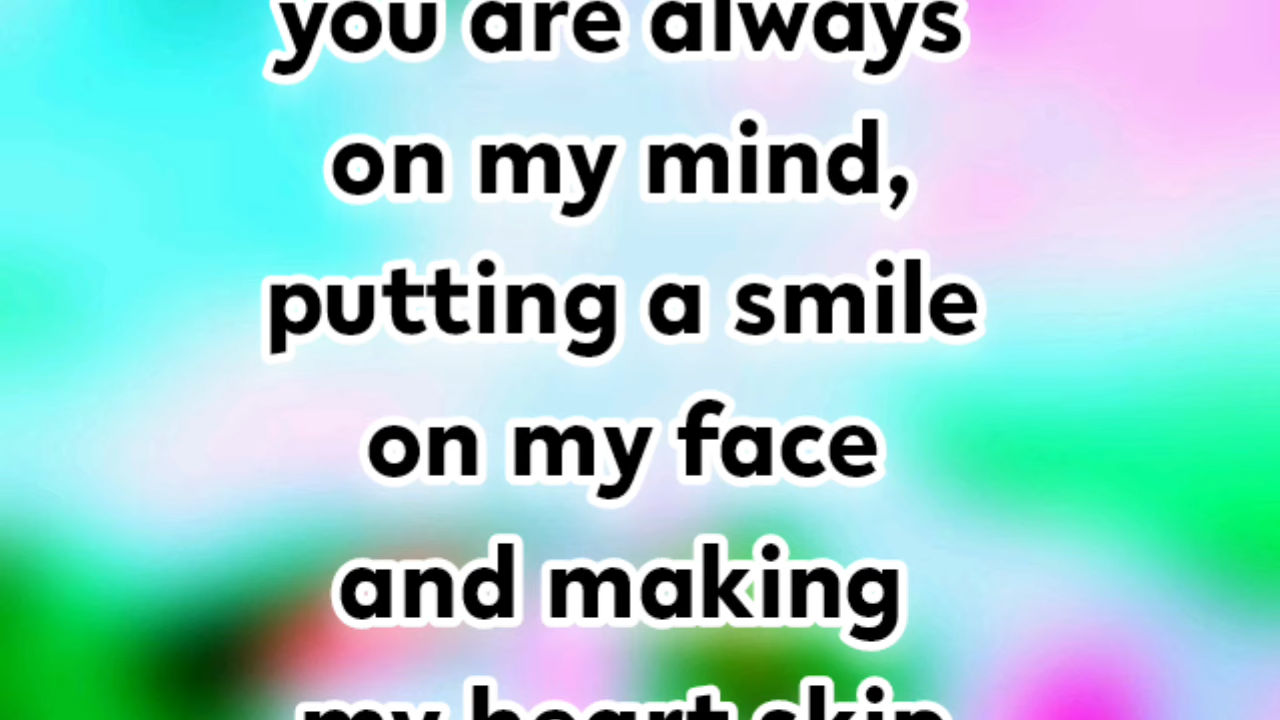 you are always
on my mind,
putting a smile
on my face
and making
my heart skip